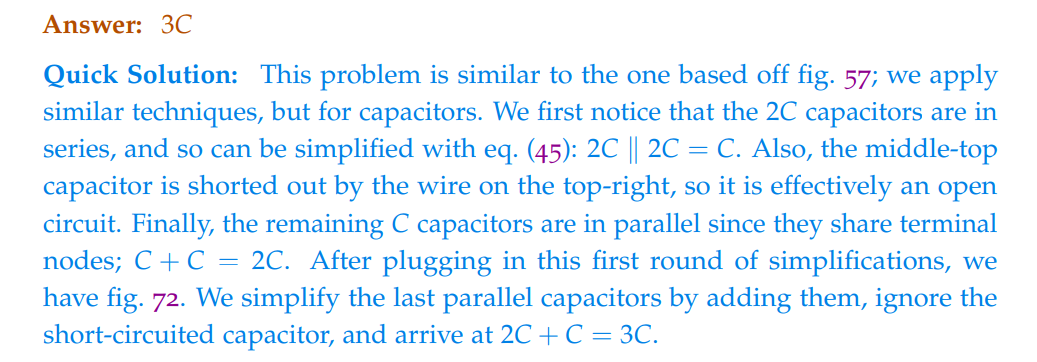 Answer: 3C
Quick Solution: This problem is similar to the one based off fig. 57; we apply
similar techniques, but for capacitors. We first notice that the 2C capacitors are in
series, and so can be simplified with eq. (45): 2C ∥ 2C = C. Also, the middle-top
capacitor is shorted out by the wire on the top-right, so it is effectively an open
circuit. Finally, the remaining C capacitors are in parallel since they share terminal
nodes; C + C = 2C. After plugging in this first round of simplifications, we
have fig. 72. We simplify the last parallel capacitors by adding them, ignore the
short-circuited capacitor, and arrive at 2C + C = 3C.